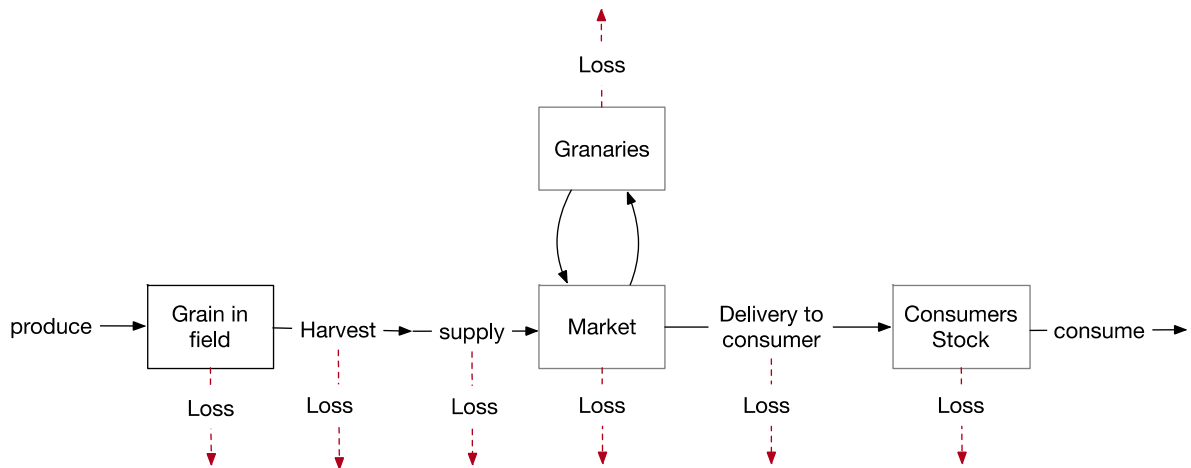 Loss
Granaries
produce
Grain in
field
Harvest
supply
Market
Delivery to
consumer
Consumers
Stock
consume
Loss
Loss
Loss
Loss
Loss
Loss